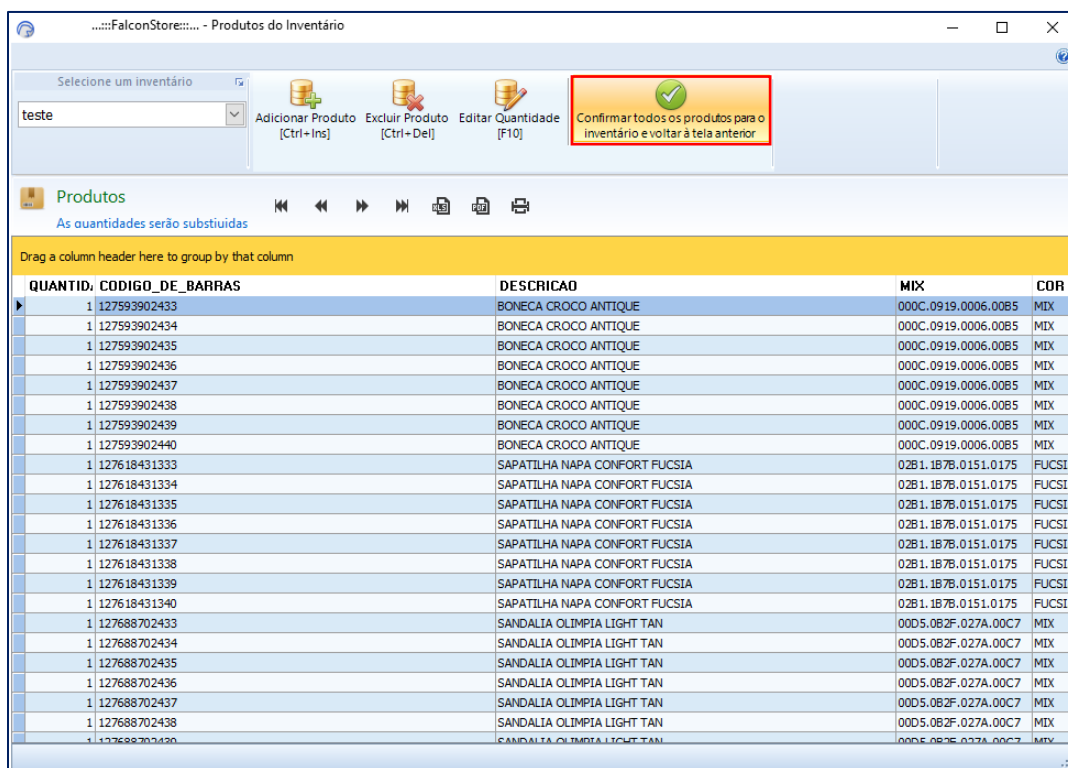 ...:::FalconStore:::... - Produtos do Inventário
Selecione um inventário
teste
Adicionar Produto
[Ctrl+Ins]
Excluir Produto
[Ctrl+Del]
Editar Quantidade
[F10]
Confirmar todos os produtos para o
inventário e voltar à tela anterior
Produtos
As quantidades serão substiuidas
XLS PDF
Drag a column header here to group by that column
QUANTID. CODIGO_DE_BARRAS DESCRICAO MIX COR
1 127593902433 BONECA CROCO ANTIQUE 000C.0919.0006.00B5 MIX
1 127593902434 BONECA CROCO ANTIQUE 000C.0919.0006.00B5 MIX
1 127593902435 BONECA CROCO ANTIQUE 000C.0919.0006.00B5 MIX
1 127593902436 BONECA CROCO ANTIQUE 000C.0919.0006.00B5 MIX
1 127593902437 BONECA CROCO ANTIQUE 000C.0919.0006.00B5 MIX
1 127593902438 BONECA CROCO ANTIQUE 000C.0919.0006.00B5 MIX
1 127593902439 BONECA CROCO ANTIQUE 000C.0919.0006.00B5 MIX
1 127593902440 BONECA CROCO ANTIQUE 000C.0919.0006.00B5 MIX
1 127618431333 SAPATILHA NAPA CONFORT FUCSIA 02B1.1B7B.0151.0175 FUCSI
1 127618431334 SAPATILHA NAPA CONFORT FUCSIA 02B1.1B7B.0151.0175 FUCSI
1 127618431335 SAPATILHA NAPA CONFORT FUCSIA 02B1.1B7B.0151.0175 FUCSI
1 127618431336 SAPATILHA NAPA CONFORT FUCSIA 02B1.1B7B.0151.0175 FUCSI
1 127618431337 SAPATILHA NAPA CONFORT FUCSIA 02B1.1B7B.0151.0175 FUCSI
1 127618431338 SAPATILHA NAPA CONFORT FUCSIA 02B1.1B7B.0151.0175 FUCSI
1 127618431339 SAPATILHA NAPA CONFORT FUCSIA 02B1.1B7B.0151.0175 FUCSI
1 127618431340 SAPATILHA NAPA CONFORT FUCSIA 02B1.1B7B.0151.0175 FUCSI
1 127688702433 SANDALIA OLIMPIA LIGHT TAN 00D5.0B2F.027A.00C7 MIX
1 127688702434 SANDALIA OLIMPIA LIGHT TAN 00D5.0B2F.027A.00C7 MIX
1 127688702435 SANDALIA OLIMPIA LIGHT TAN 00D5.0B2F.027A.00C7 MIX
1 127688702436 SANDALIA OLIMPIA LIGHT TAN 00D5.0B2F.027A.00C7 MIX
1 127688702437 SANDALIA OLIMPIA LIGHT TAN 00D5.0B2F.027A.00C7 MIX
1 127688702438 SANDALIA OLIMPIA LIGHT TAN 00D5.0B2F.027A.00C7 MIX
1 127688702439 SANDALIA OLIMPIA LIGHT TAN 00D5.0B2F.027A.00C7 MIX